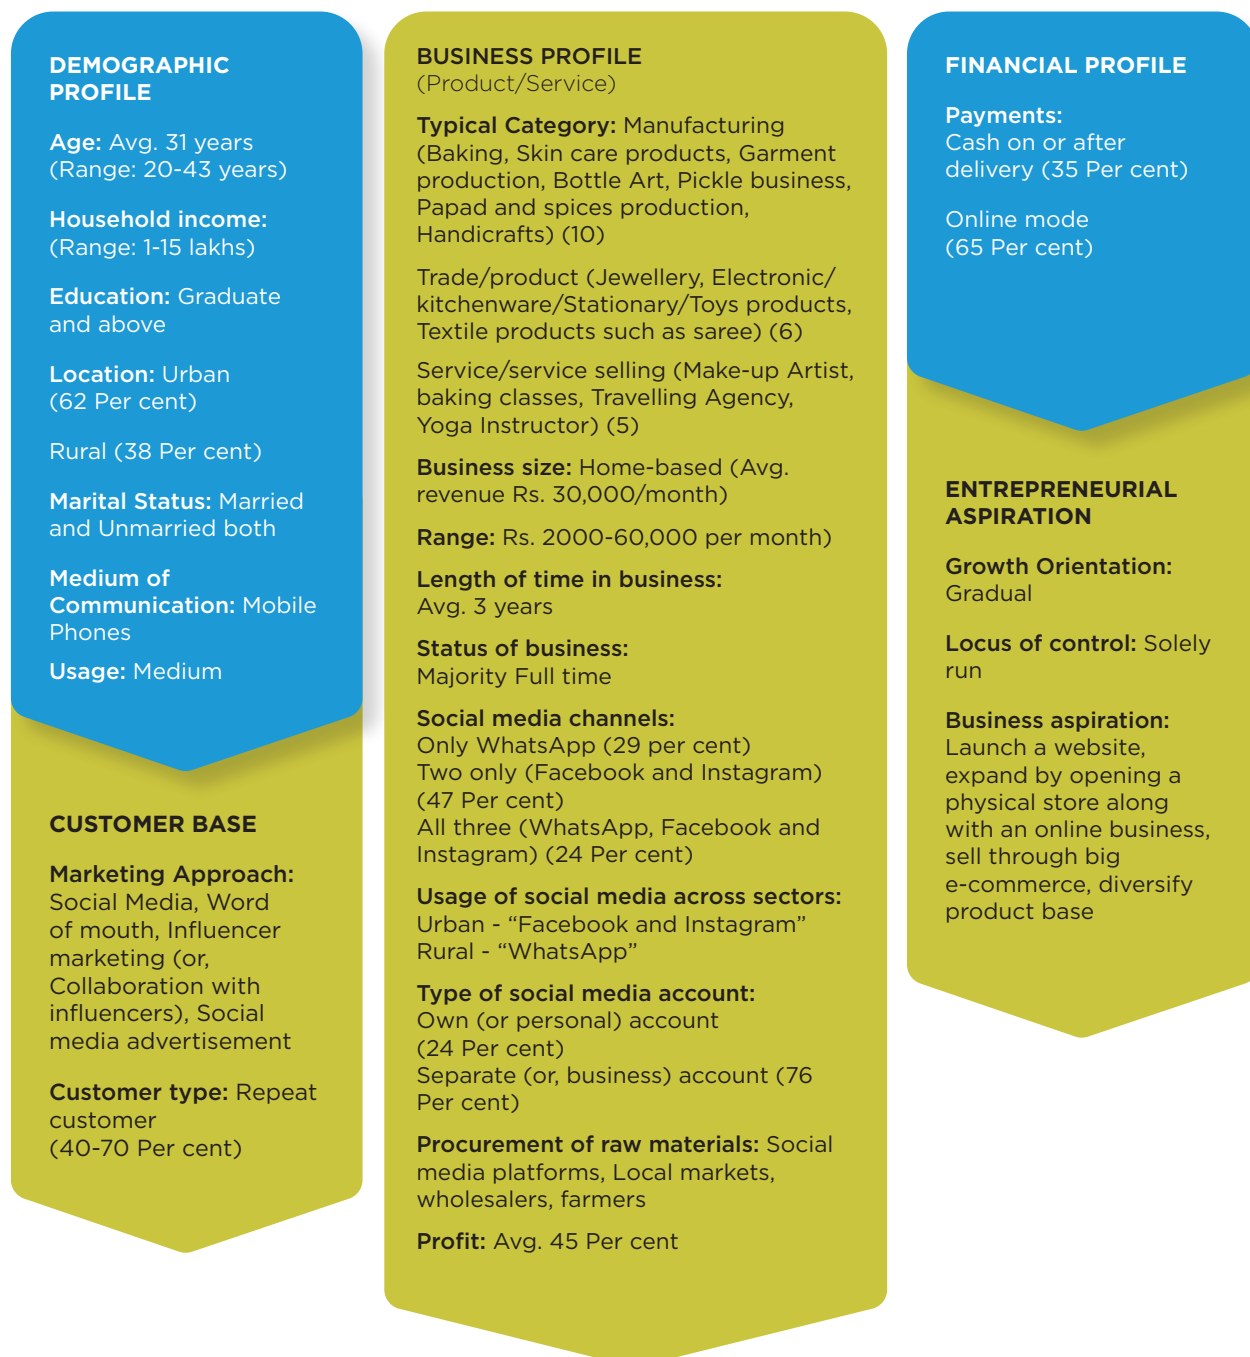 DEMOGRAPHIC
PROFILE
Age: Avg. 31 years
(Range: 20-43 years)
Household income:
(Range: 1-15 lakhs)
Education: Graduate
and above
Location: Urban
(62 Per cent)
Rural (38 Per cent)
Marital Status: Married
and Unmarried both
Medium of
Communication: Mobile
Phones
Usage: Medium
CUSTOMER BASE
Marketing Approach:
Social Media, Word
of mouth, Influencer
marketing (or,
Collaboration with
influencers), Social
media advertisement
Customer type: Repeat
customer
(40-70 Per cent)
BUSINESS PROFILE
(Product/Service)
Typical Category: Manufacturing
(Baking, Skin care products, Garment
production, Bottle Art, Pickle business,
Papad and spices production,
Handicrafts) (10)
Trade/product (Jewellery, Electronic/
kitchenware/Stationary/Toys products,
Textile products such as saree) (6)
Service/service selling (Make-up Artist,
baking classes, Travelling Agency,
Yoga Instructor) (5)
Business size: Home-based (Avg.
revenue Rs. 30,000/month)
Range: Rs. 2000-60,000 per month)
Length of time in business:
Avg. 3 years
Status of business:
Majority Full time
Social media channels:
Only WhatsApp (29 per cent)
Two only (Facebook and Instagram)
(47 Per cent)
All three (WhatsApp, Facebook and
Instagram) (24 Per cent)
Usage of social media across sectors:
Urban - “Facebook and Instagram”
Rural - “WhatsApp”
Type of social media account:
Own (or personal) account
(24 Per cent)
Separate (or, business) account (76
Per cent)
Procurement of raw materials: Social
media platforms, Local markets,
wholesalers, farmers
Profit: Avg. 45 Per cent
FINANCIAL PROFILE
Payments:
Cash on or after
delivery (35 Per cent)
Online mode
(65 Per cent)
ENTREPRENEURIAL
ASPIRATION
Growth Orientation:
Gradual
Locus of control: Solely
run
Business aspiration:
Launch a website,
expand by opening a
physical store along
with an online business,
sell through big
e-commerce, diversify
product base